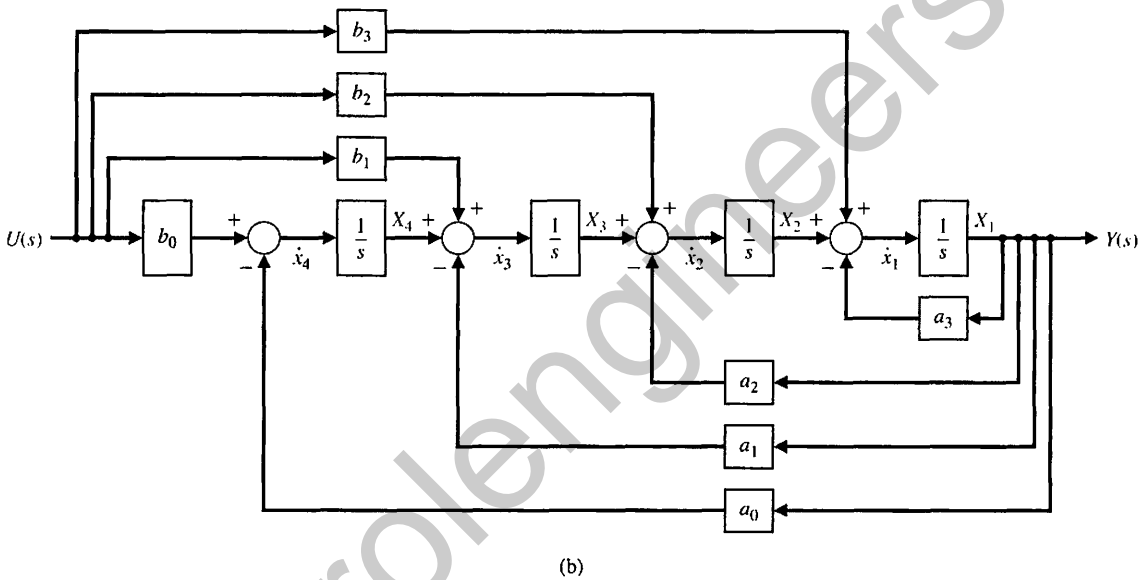 b₃
b₂
b₁
U(s) b₀ + − ẋ₄ 1/s X₄ + + − ẋ₃ 1/s X₃ + + − ẋ₂ 1/s X₂ + + − ẋ₁ 1/s X₁ Y(s)
a₃
a₂
a₁
a₀
(b)
rolengineers